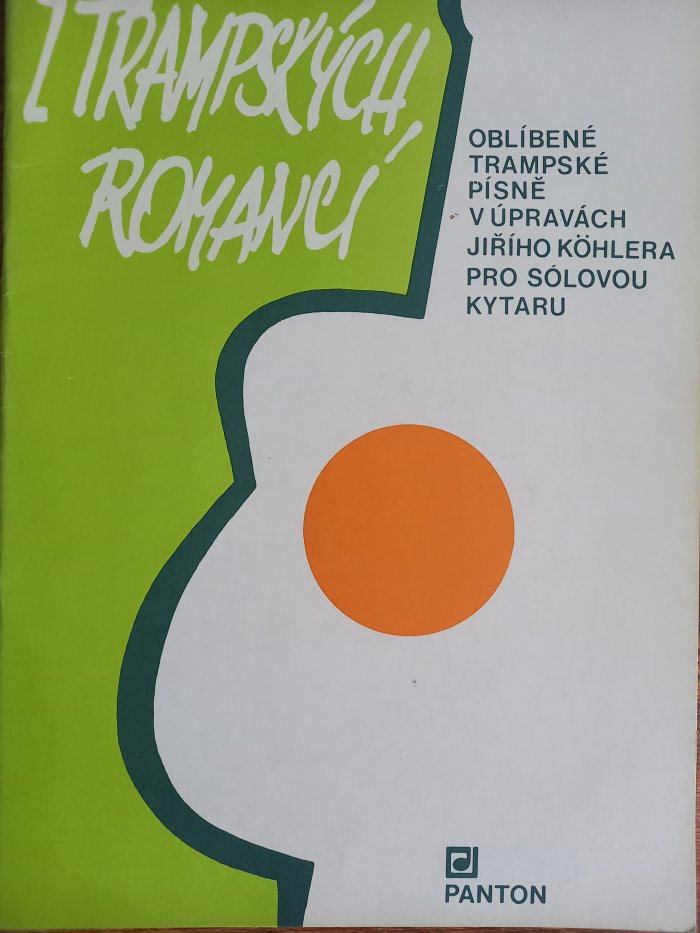 Z TRAMPSKÝCH
ROMANCÍ
OBLÍBENÉ
TRAMPSKÉ
PÍSNĚ
V ÚPRAVÁCH
JIŘÍHO KÖHLERA
PRO SÓLOVOU
KYTARU
PANTON